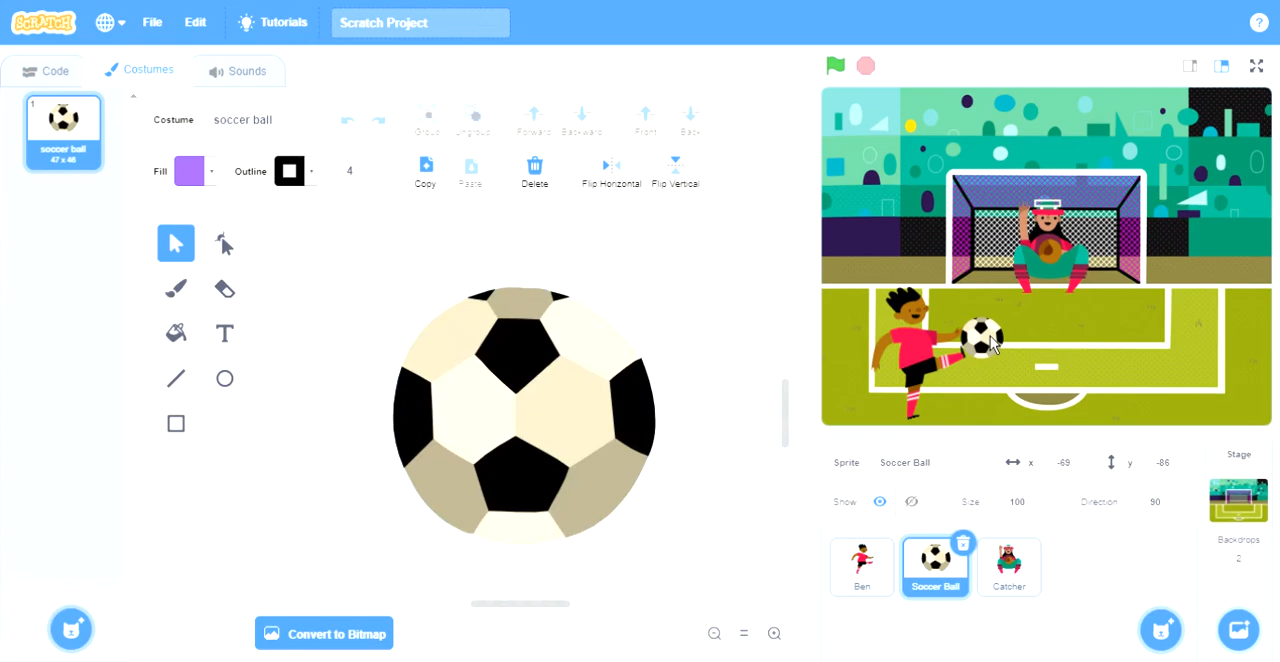 SCRATCH File Edit Tutorials Scratch Project ?
Code Costumes Sounds
1
soccer ball
47 x 46
Costume soccer ball
Group Ungroup Forward Backward Front Back
Fill Outline 4
Copy Paste Delete Flip Horizontal Flip Vertical
T
Convert to Bitmap
Sprite Soccer Ball x -69 y -86
Show Size 100 Direction 90
Ben
Soccer Ball
Catcher
Stage
Backdrops
2